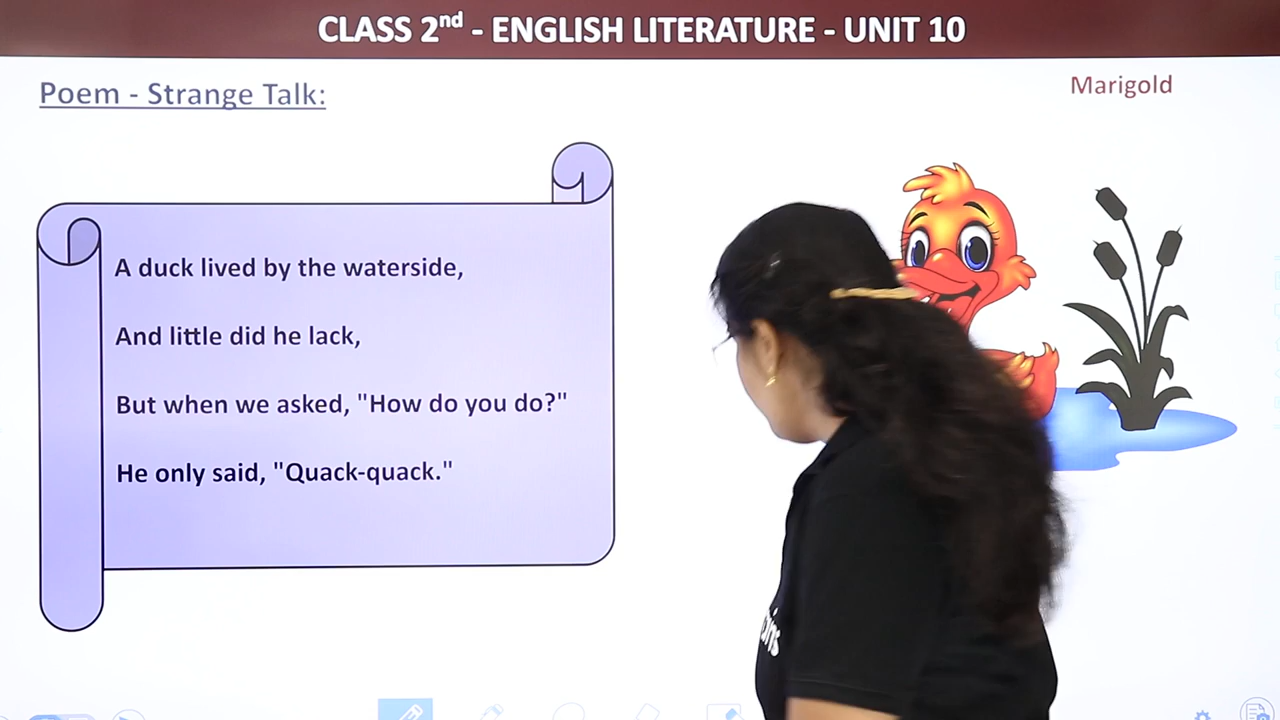 CLASS 2nd - ENGLISH LITERATURE - UNIT 10
Poem - Strange Talk:
Marigold
A duck lived by the waterside,
And little did he lack,
But when we asked, "How do you do?"
He only said, "Quack-quack."